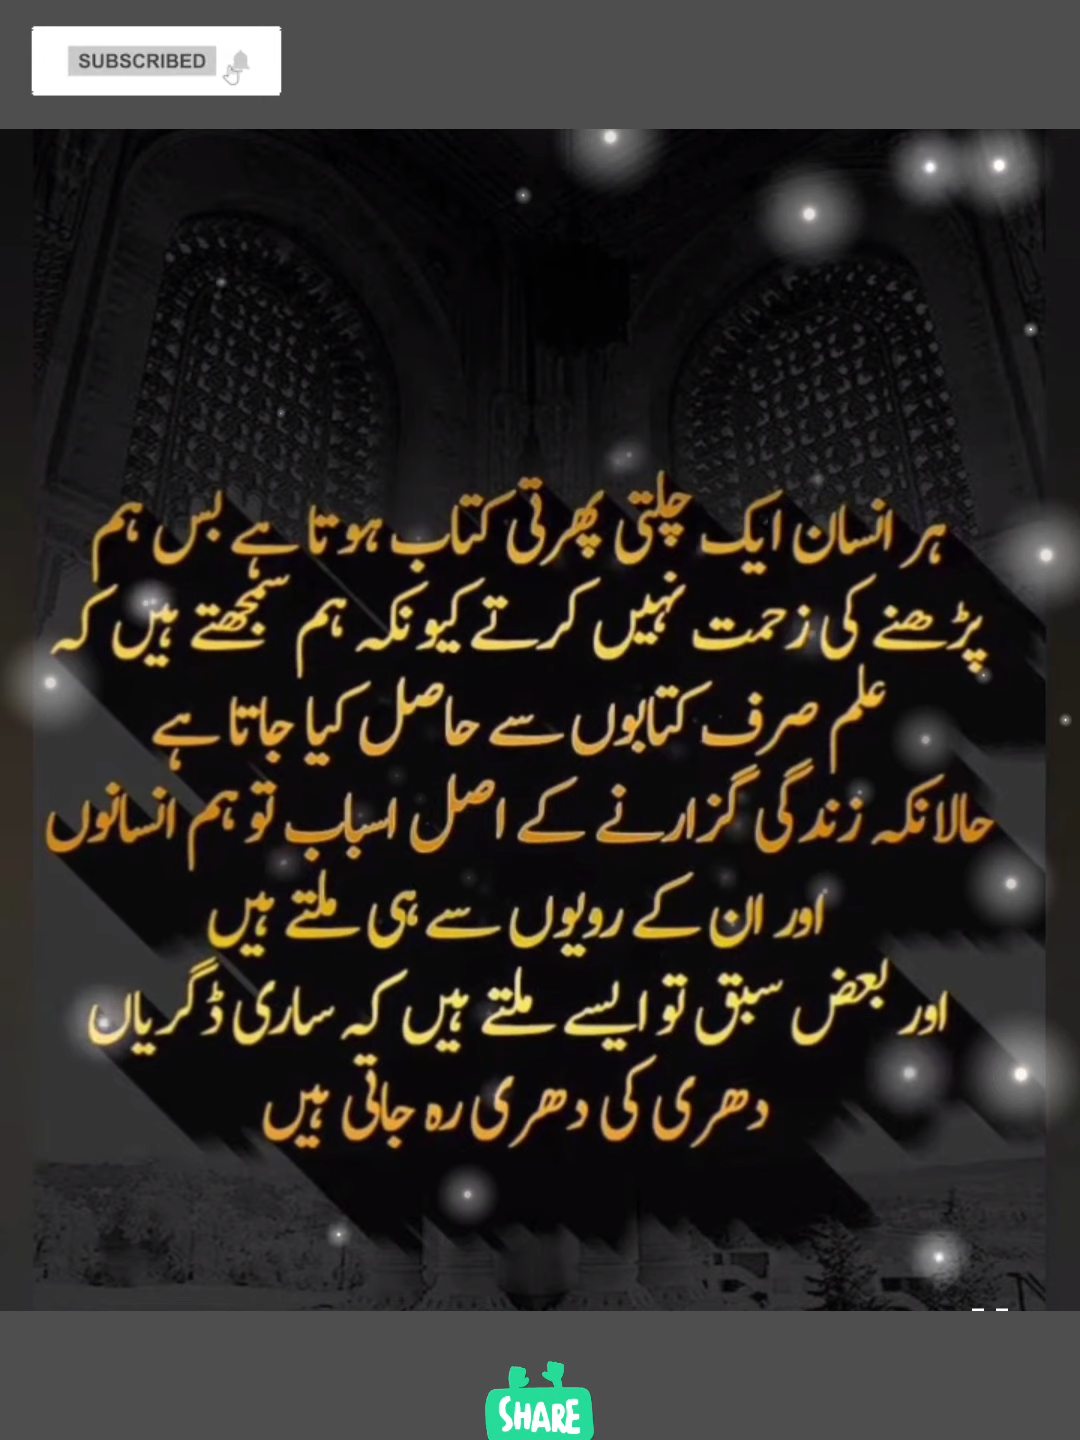 SUBSCRIBED
ہر انسان ایک چلتی پھرتی کتاب ہوتا ہے بس ہم
پڑھنے کی زحمت نہیں کرتے کیونکہ ہم سمجھتے ہیں کہ
علم صرف کتابوں سے حاصل کیا جاتا ہے
حالانکہ زندگی گزارنے کے اصل اسباب تو ہم انسانوں
اور ان کے رویوں سے ہی ملتے ہیں
اور بعض سبق تو ایسے ملتے ہیں کہ ساری ڈگریاں
دھری کی دھری رہ جاتی ہیں
SHARE